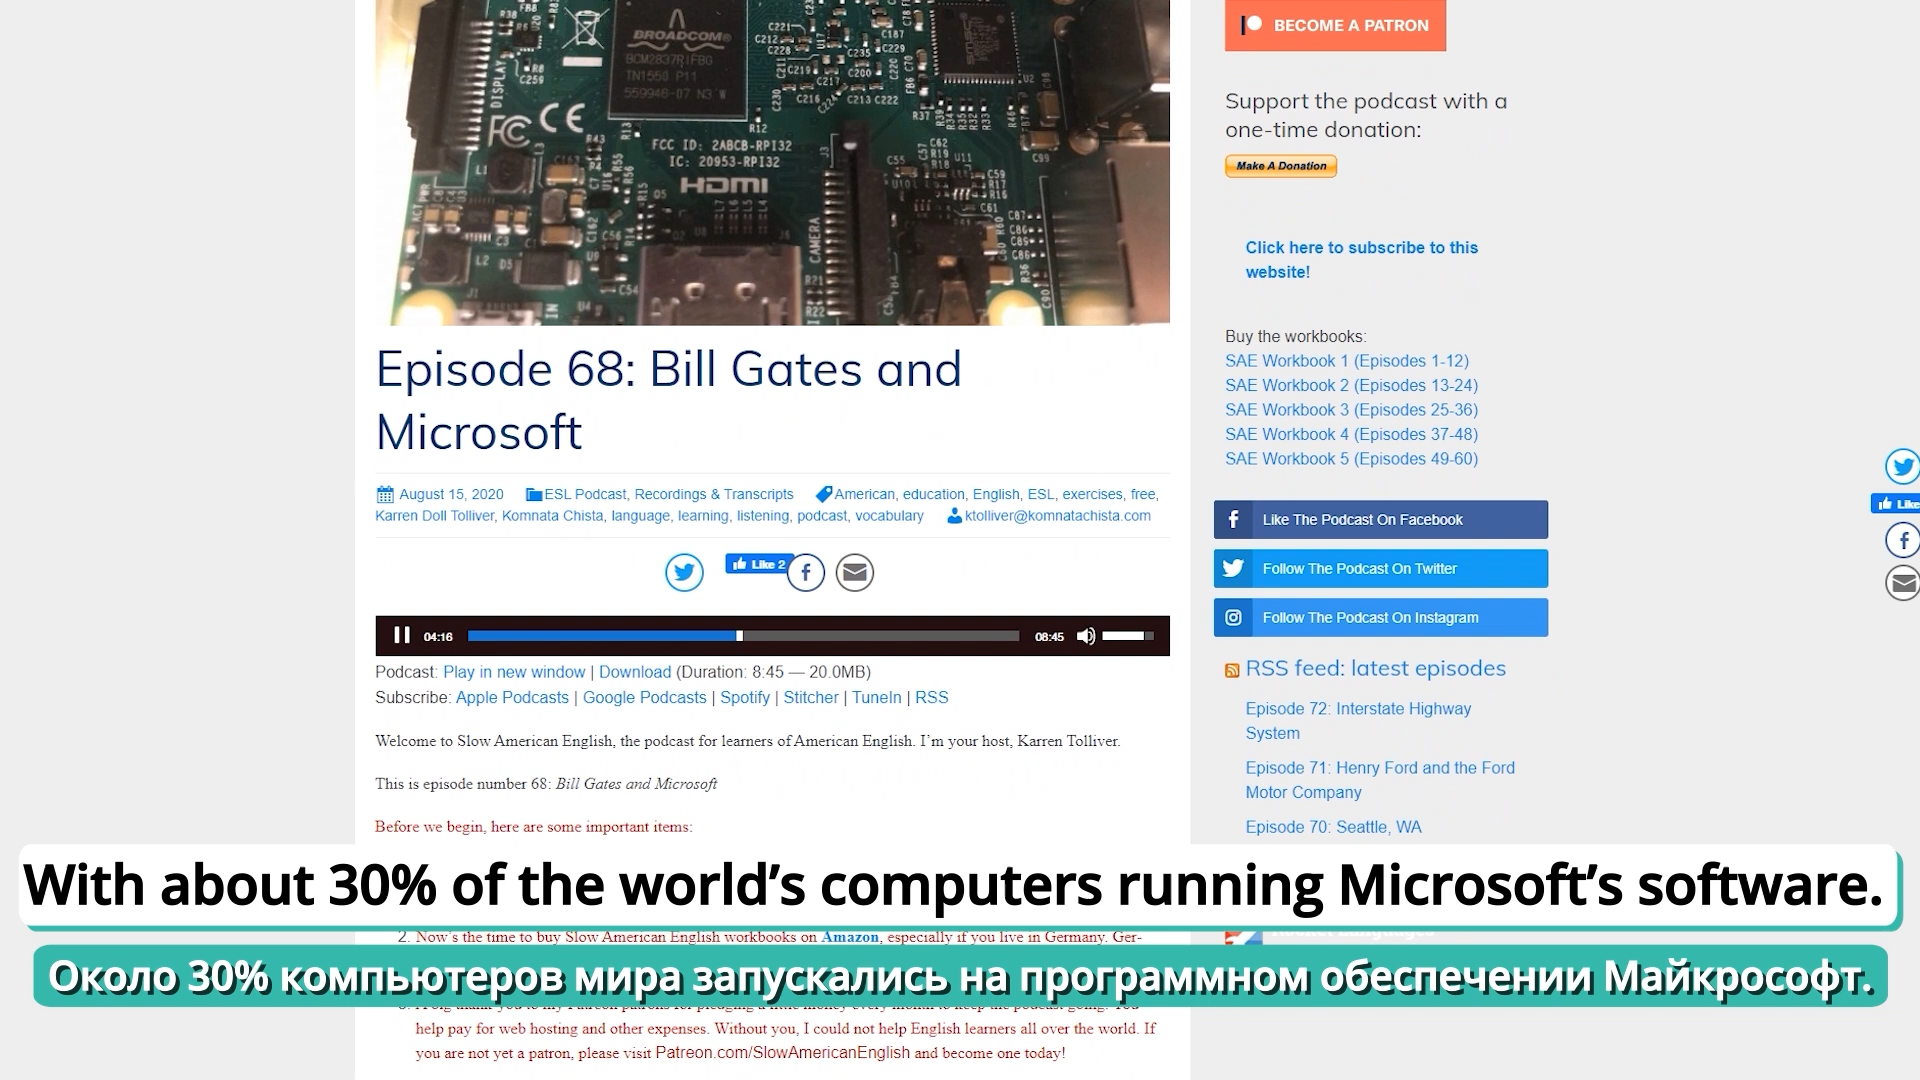 BROADCOM®
BCM2837RIFBG
TN1550 P11
559946-07 N3 W
DISPLAY
FCC ID: 2ABCB-RPI32
IC: 20953-RPI32
HDMI
CAMERA
Episode 68: Bill Gates and
Microsoft
August 15, 2020 ESL Podcast, Recordings & Transcripts American, education, English, ESL, exercises, free,
Karren Doll Tolliver, Komnata Chista, language, learning, listening, podcast, vocabulary ktolliver@komnatachista.com
Like 2
04:16 08:45
Podcast: Play in new window | Download (Duration: 8:45 — 20.0MB)
Subscribe: Apple Podcasts | Google Podcasts | Spotify | Stitcher | TuneIn | RSS
Welcome to Slow American English, the podcast for learners of American English. I’m your host, Karren Tolliver.
This is episode number 68: Bill Gates and Microsoft
Before we begin, here are some important items:
With about 30% of the world’s computers running Microsoft’s software.
2. Now’s the time to buy Slow American English workbooks on Amazon, especially if you live in Germany. Ger-
Около 30% компьютеров мира запускались на программном обеспечении Майкрософт.
help pay for web hosting and other expenses. Without you, I could not help English learners all over the world. If
you are not yet a patron, please visit Patreon.com/SlowAmericanEnglish and become one today!
BECOME A PATRON
Support the podcast with a
one-time donation:
Make A Donation
Click here to subscribe to this
website!
Buy the workbooks:
SAE Workbook 1 (Episodes 1-12)
SAE Workbook 2 (Episodes 13-24)
SAE Workbook 3 (Episodes 25-36)
SAE Workbook 4 (Episodes 37-48)
SAE Workbook 5 (Episodes 49-60)
Like The Podcast On Facebook
Follow The Podcast On Twitter
Follow The Podcast On Instagram
RSS feed: latest episodes
Episode 72: Interstate Highway
System
Episode 71: Henry Ford and the Ford
Motor Company
Episode 70: Seattle, WA
Like